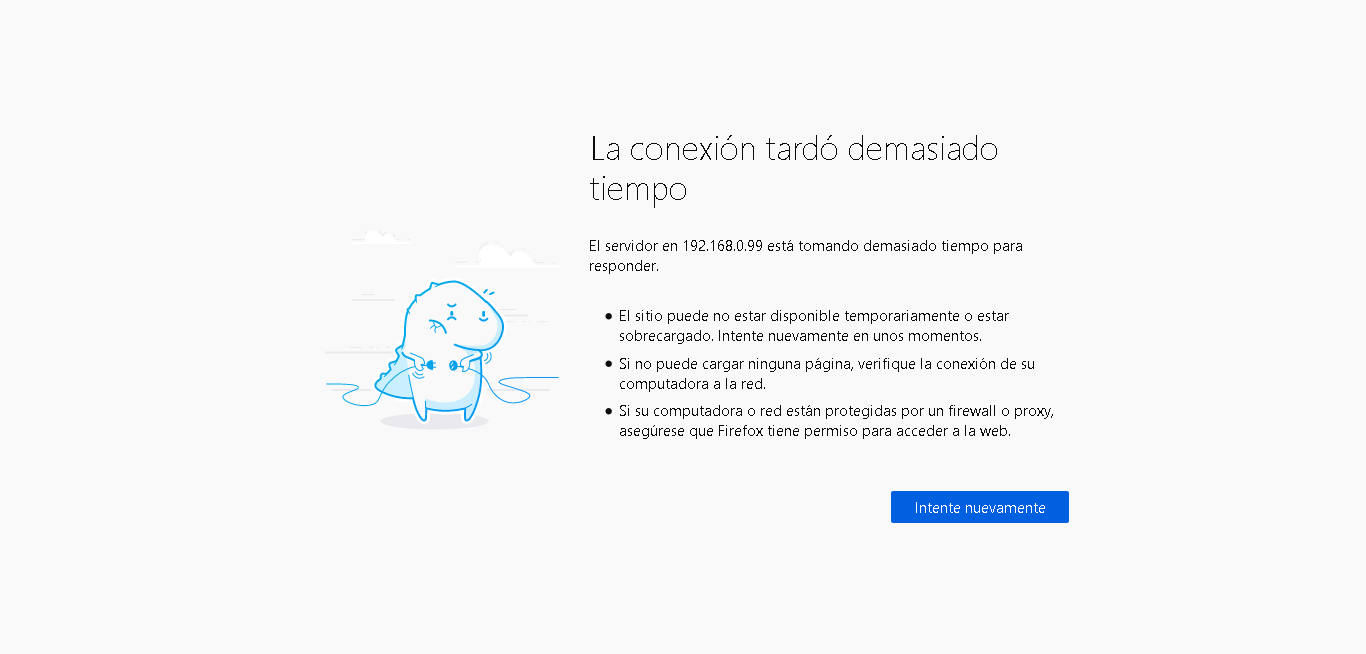 La conexión tardó demasiado
tiempo
El servidor en 192.168.0.99 está tomando demasiado tiempo para
responder.
• El sitio puede no estar disponible temporariamente o estar
sobrecargado. Intente nuevamente en unos momentos.
• Si no puede cargar ninguna página, verifique la conexión de su
computadora a la red.
• Si su computadora o red están protegidas por un firewall o proxy,
asegúrese que Firefox tiene permiso para acceder a la web.
Intente nuevamente